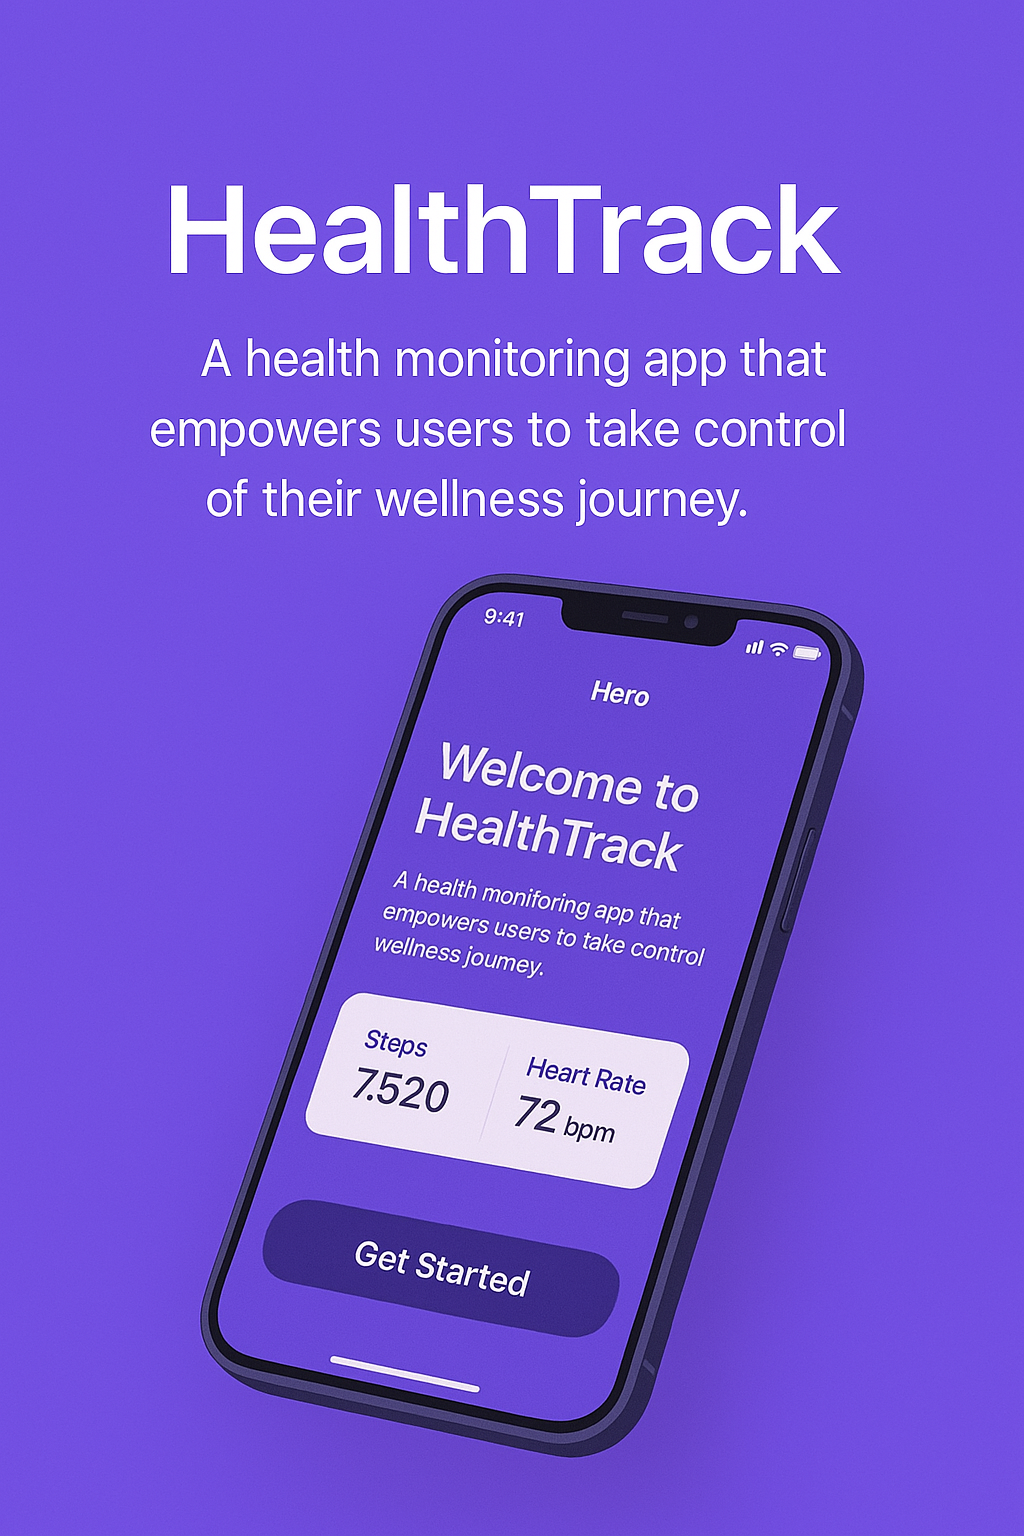 HealthTrack
A health monitoring app that
empowers users to take control
of their wellness journey.
9:41
Hero
Welcome to
HealthTrack
A health moniforing app that
empowers users to take control
wellness joumey.
Steps
7.520
Heart Rate
72 bpm
Get Started